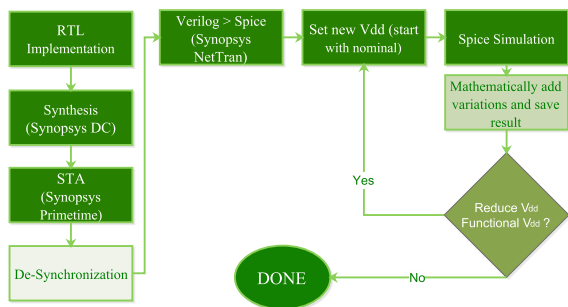 RTL
Implementation
Synthesis
(Synopsys DC)
STA
(Synopsys
Primetime)
De-Synchronization
Verilog > Spice
(Synopsys
NetTran)
Set new Vdd (start
with nominal)
Spice Simulation
Mathematically add
variations and save
result
Reduce Vdd
Functional Vdd ?
Yes
No
DONE